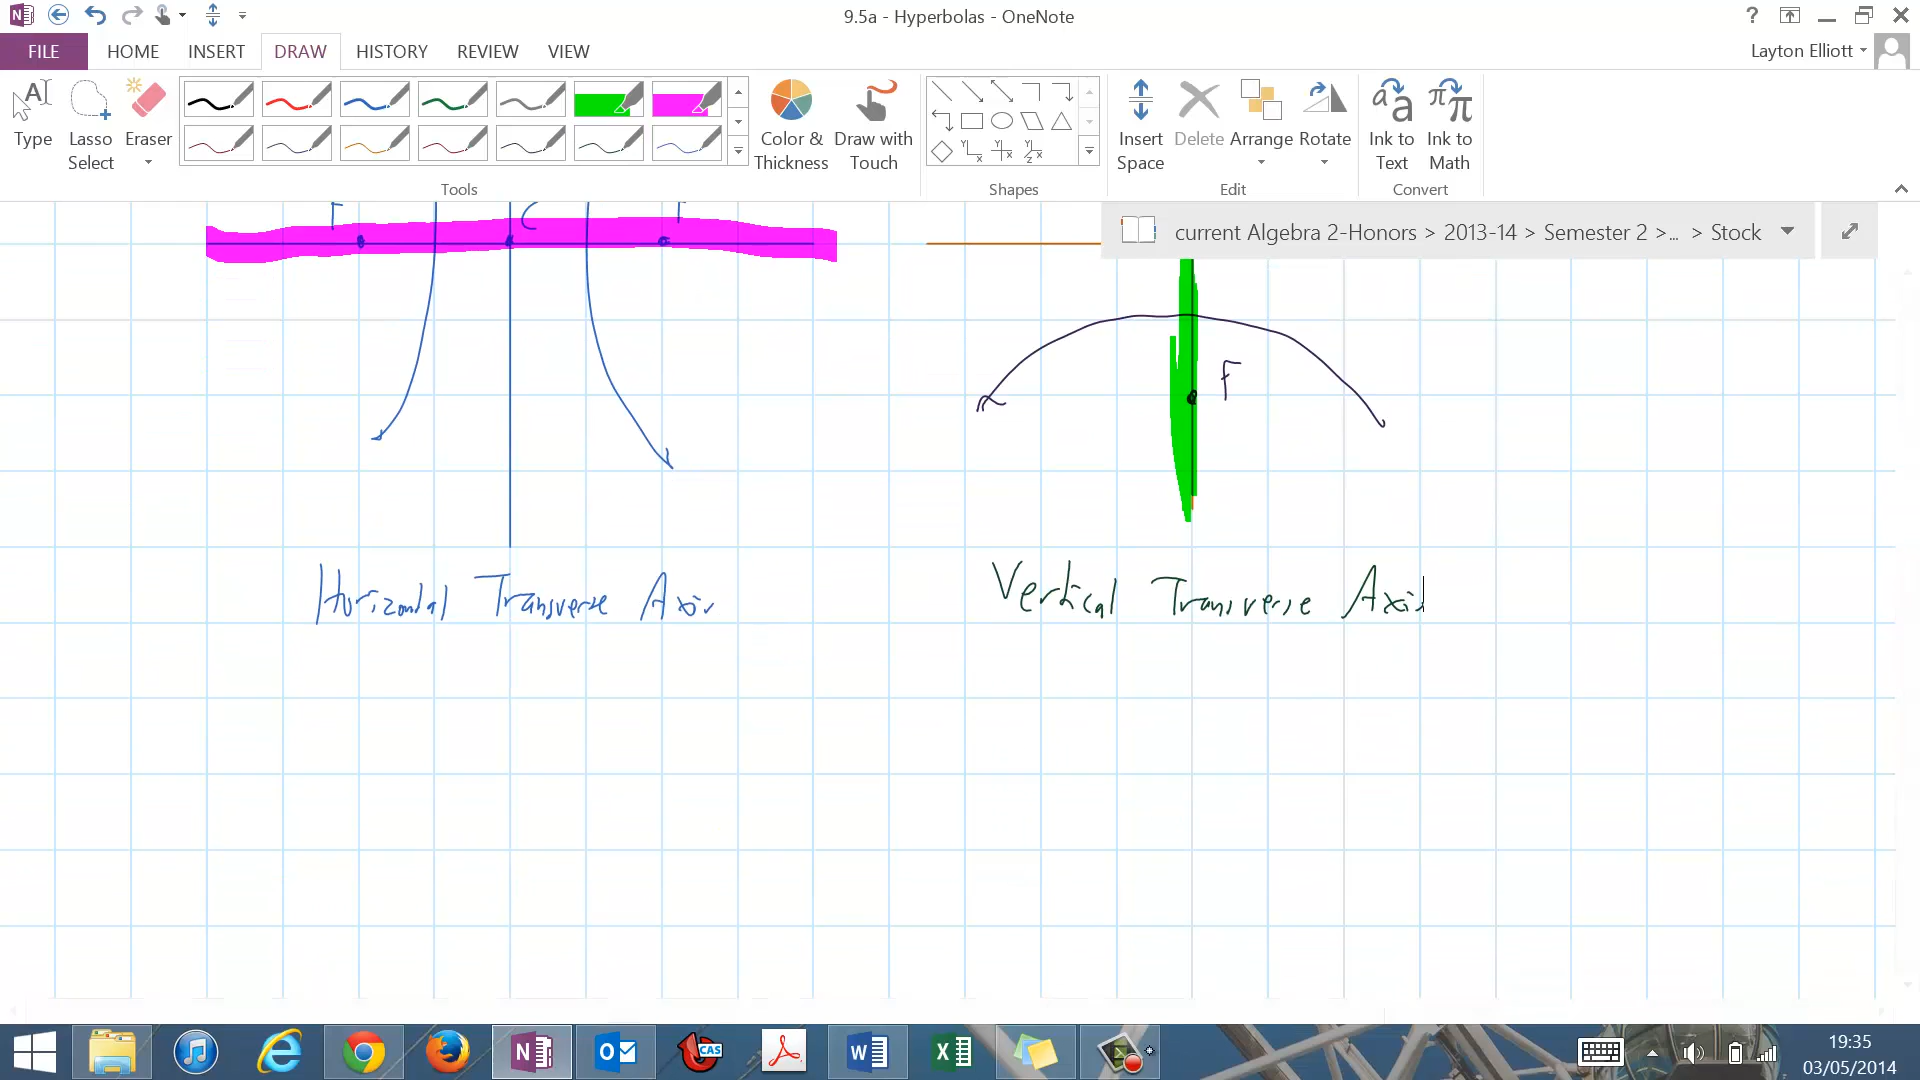 9.5a - Hyperbolas - OneNote
?
FILE HOME INSERT DRAW HISTORY REVIEW VIEW
Layton Elliott
Type
Lasso Select
Eraser
Color & Thickness
Draw with Touch
Insert Space
Delete
Arrange
Rotate
Ink to Text
Ink to Math
Tools Shapes Edit Convert
current Algebra 2-Honors > 2013-14 > Semester 2 >... > Stock
C
F
Horizontal Transverse Axis
Vertical Transverse Axis
CAS
19:35
03/05/2014